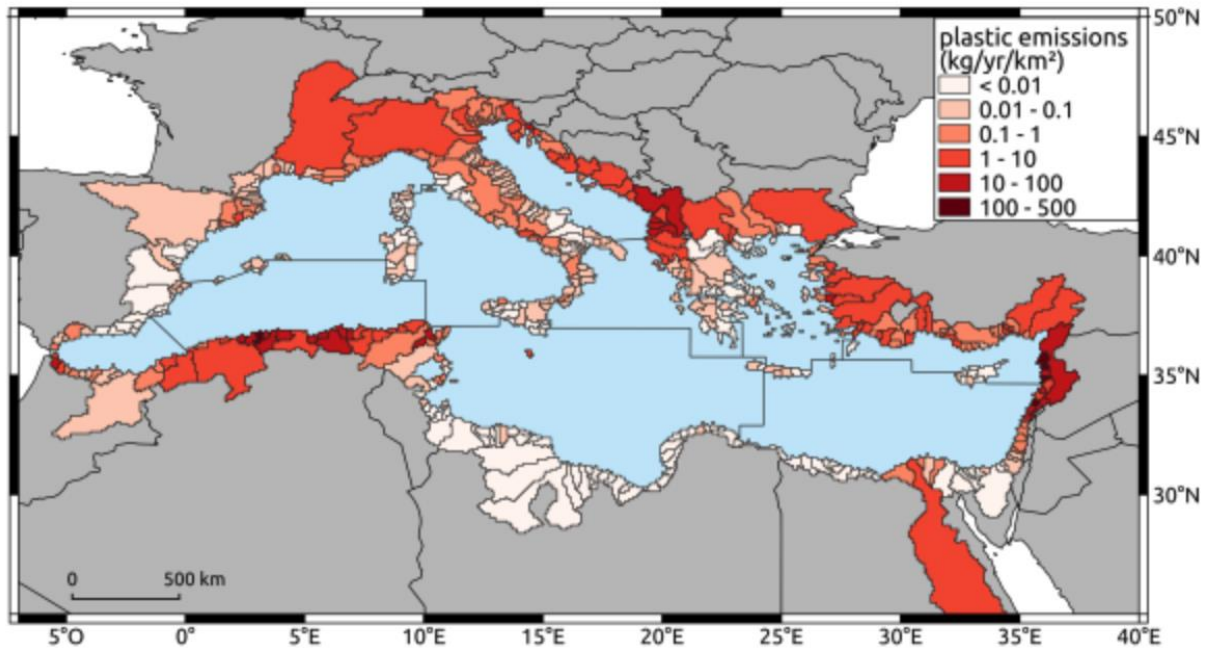 plastic emissions
(kg/yr/km²)
< 0.01
0.01 - 0.1
0.1 - 1
1 - 10
10 - 100
100 - 500
50°N
45°N
40°N
35°N
30°N
0 500 km
5°O 0° 5°E 10°E 15°E 20°E 25°E 30°E 35°E 40°E